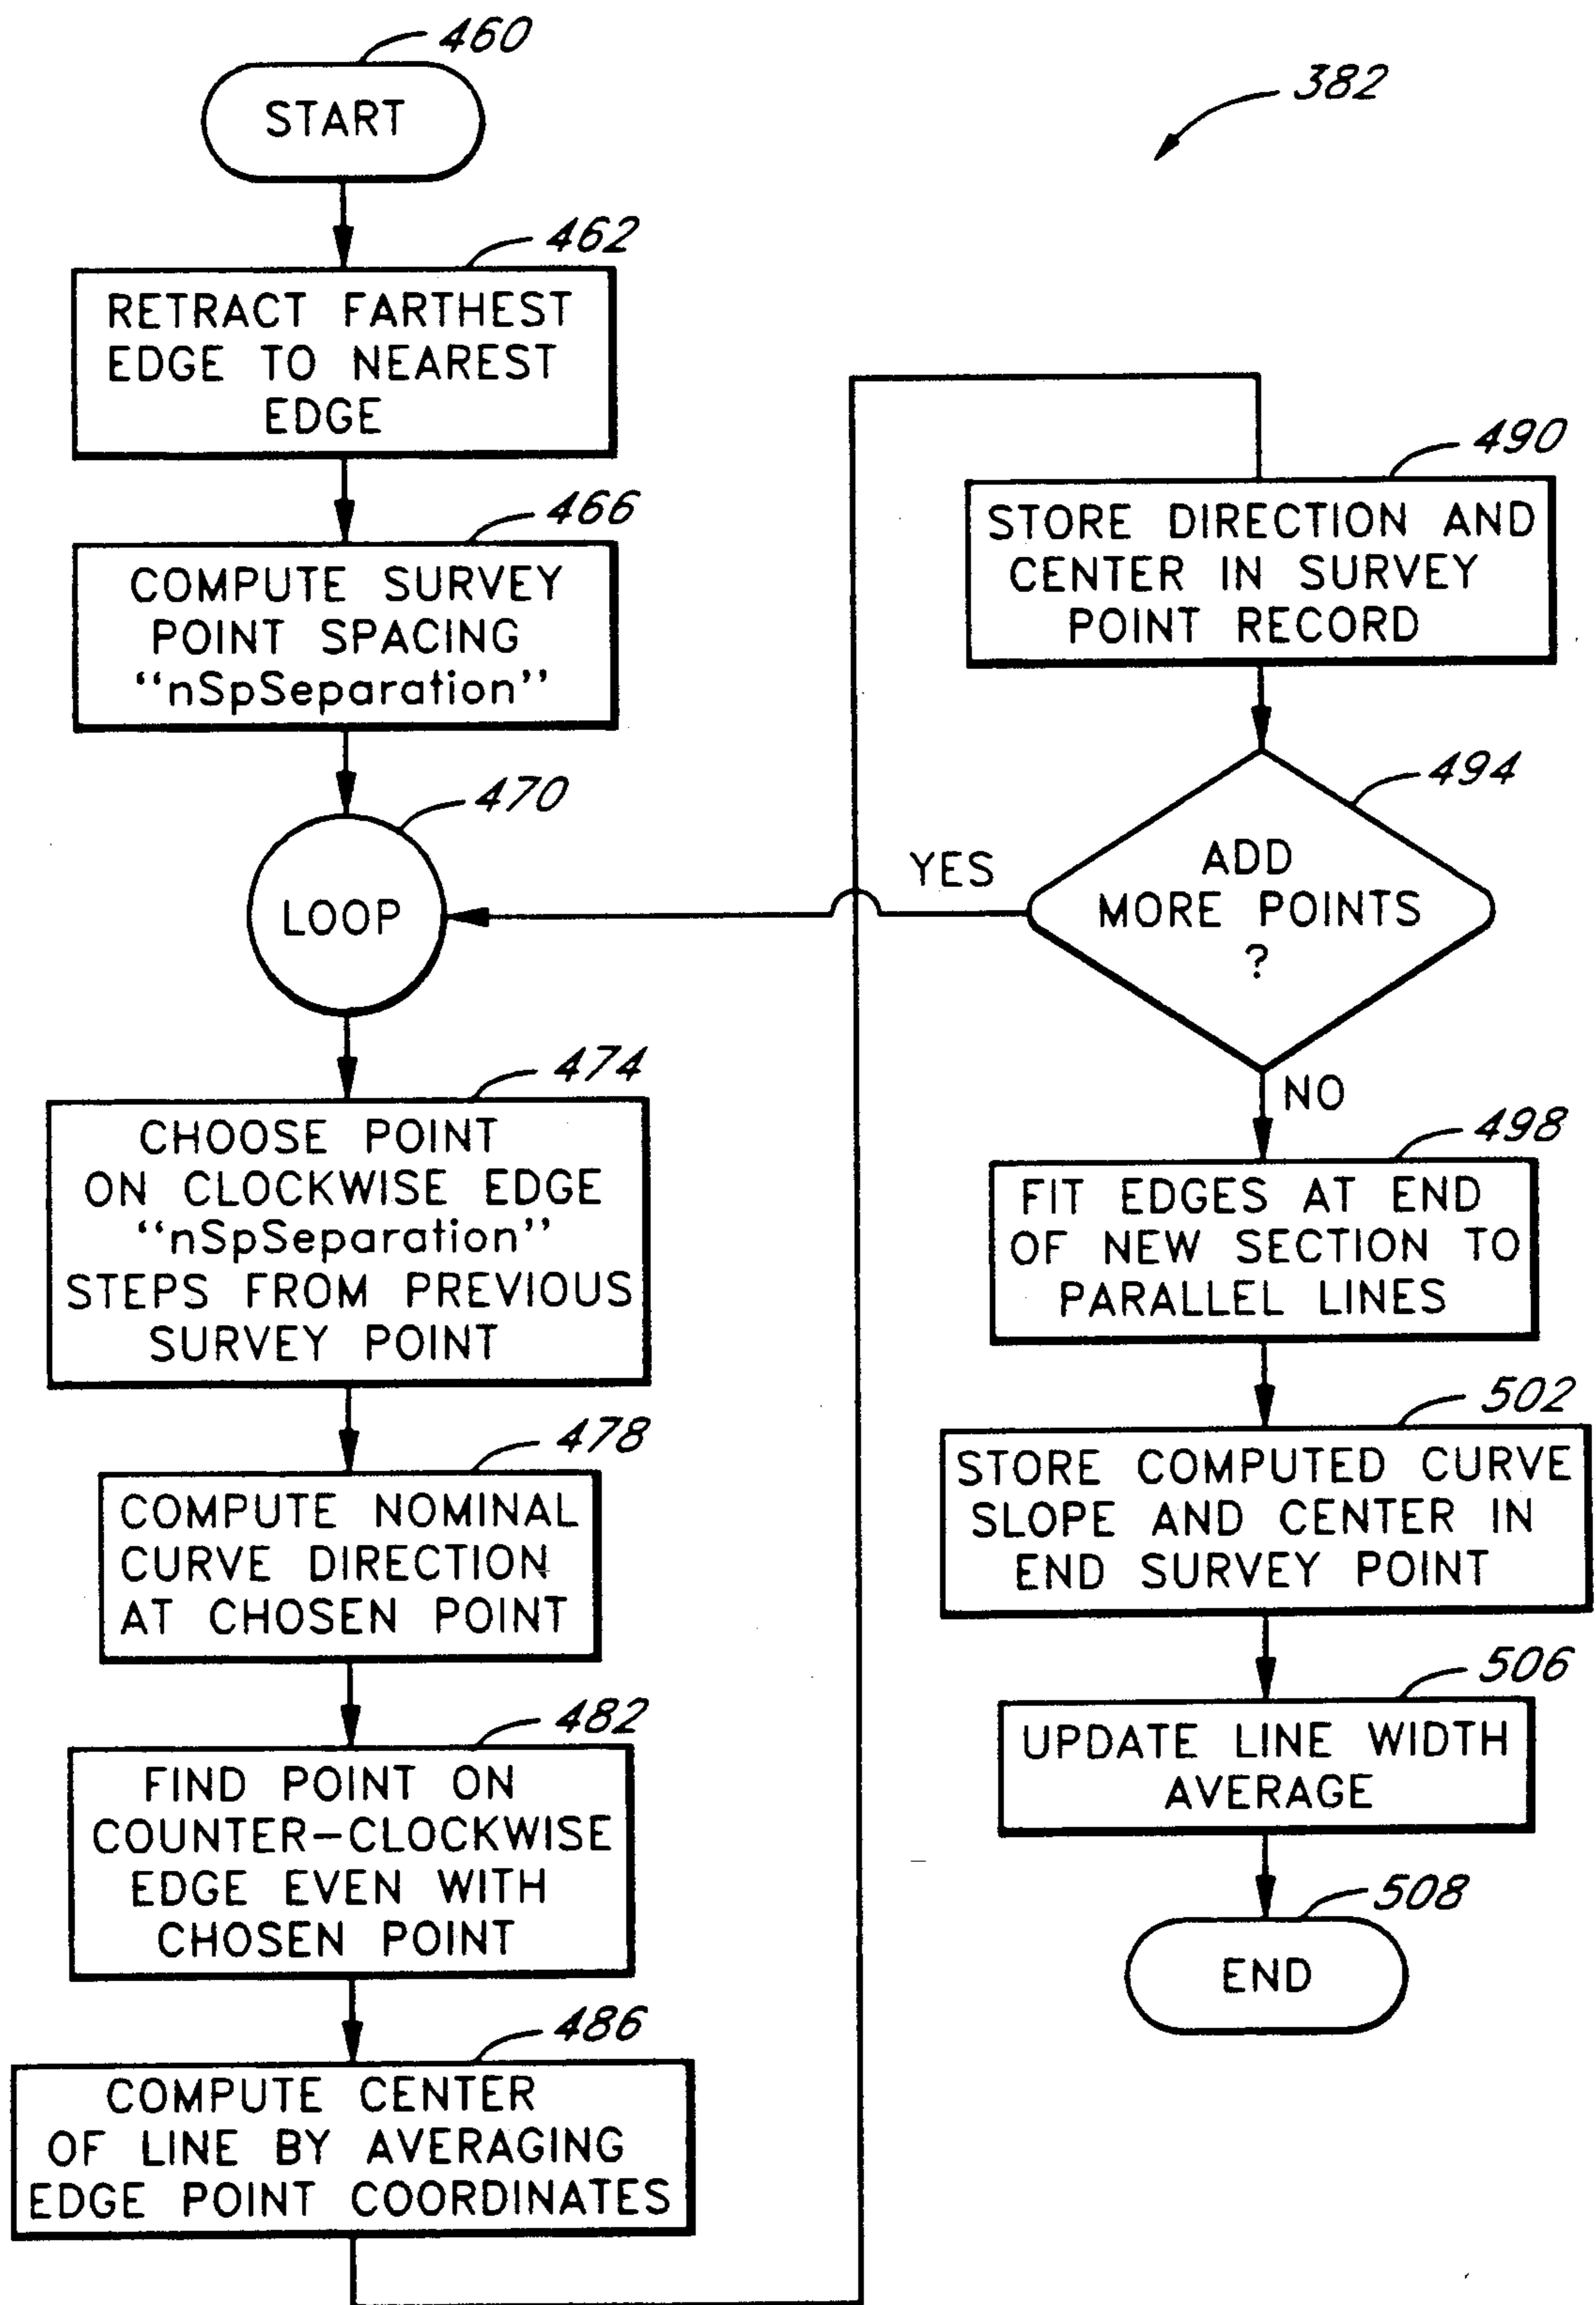 460
START
382
462
RETRACT FARTHEST
EDGE TO NEAREST
EDGE
466
COMPUTE SURVEY
POINT SPACING
“nSpSeparation”
470
LOOP
474
CHOOSE POINT
ON CLOCKWISE EDGE
“nSpSeparation”
STEPS FROM PREVIOUS
SURVEY POINT
478
COMPUTE NOMINAL
CURVE DIRECTION
AT CHOSEN POINT
482
FIND POINT ON
COUNTER-CLOCKWISE
EDGE EVEN WITH
CHOSEN POINT
486
COMPUTE CENTER
OF LINE BY AVERAGING
EDGE POINT COORDINATES
490
STORE DIRECTION AND
CENTER IN SURVEY
POINT RECORD
494
ADD
MORE POINTS
?
YES
NO
498
FIT EDGES AT END
OF NEW SECTION TO
PARALLEL LINES
502
STORE COMPUTED CURVE
SLOPE AND CENTER IN
END SURVEY POINT
506
UPDATE LINE WIDTH
AVERAGE
508
END